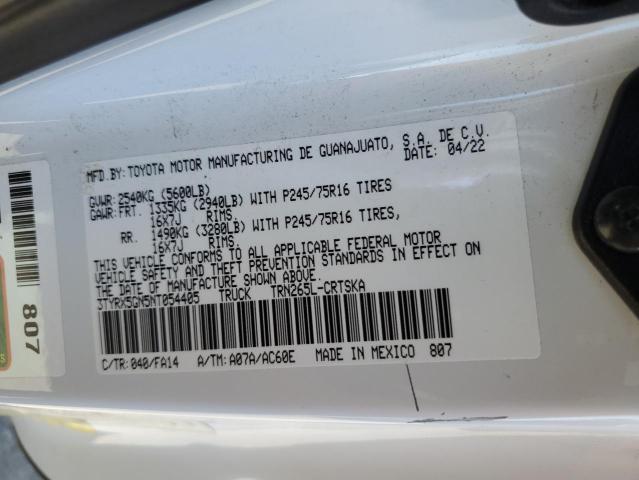 MFD.BY:TOYOTA MOTOR MANUFACTURING DE GUANAJUATO, S.A. DE C.V.
DATE: 04/22
GVWR:2540KG (5600LB)
GAWR:FRT. 1335KG (2940LB) WITH P245/75R16 TIRES
16X7J RIMS,
RR. 1490KG (3280LB) WITH P245/75R16 TIRES,
16X7J RIMS,
THIS VEHICLE CONFORMS TO ALL APPLICABLE FEDERAL MOTOR
VEHICLE SAFETY AND THEFT PREVENTION STANDARDS IN EFFECT ON
THE DATE OF MANUFACTURE SHOWN ABOVE.
3TYRX5GN5NT054405 TRUCK TRN265L-CRTSKA
C/TR:040/FA14 A/TM:A07A/AC60E MADE IN MEXICO 807
807